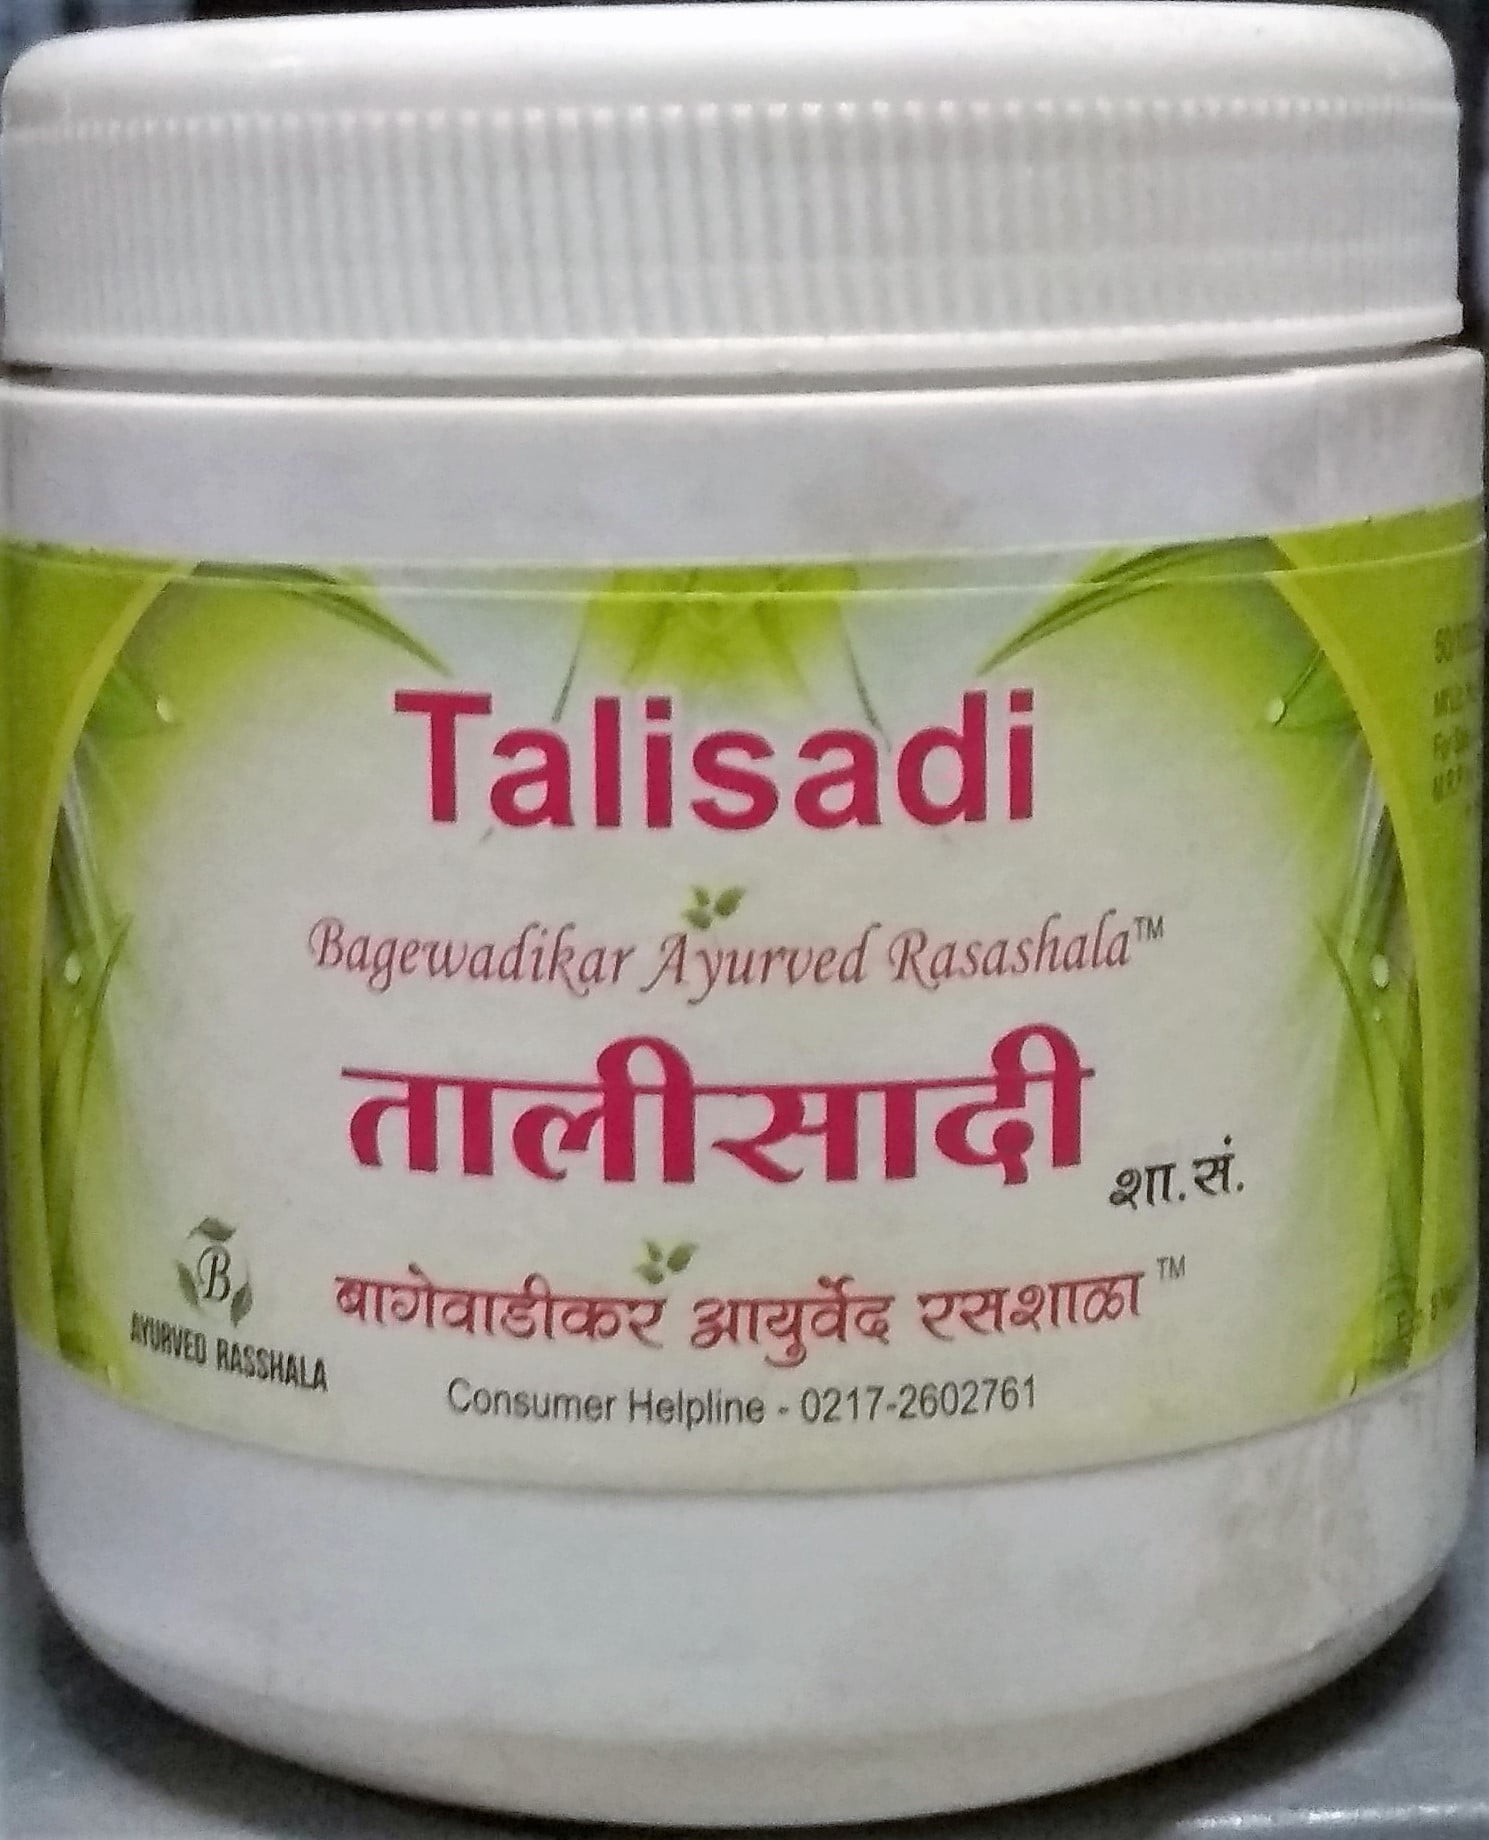 Talisadi
Bagewadikar Ayurved Rasashala™
तालीसादी
शा.सं.
B
AYURVED RASSHALA
बागेवाडीकर आयुर्वेद रसशाळा ™
Consumer Helpline - 0217-2602761